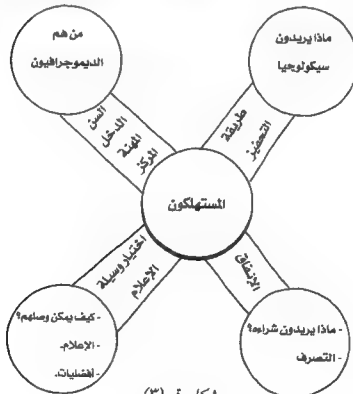 من هم
الديموجرافيون
ماذا يريدون
سيكولوجيا
السن
الدخل
المهنة
المركز
طريقة
التحفيز
المستهلكون
اختيار وسيلة
الإعلام
الإنفاق
- كيف يمكن وصلهم؟
- الإعلام.
- أفضليات.
- ماذا يريدون شراءه؟
- التصرف
(٣)